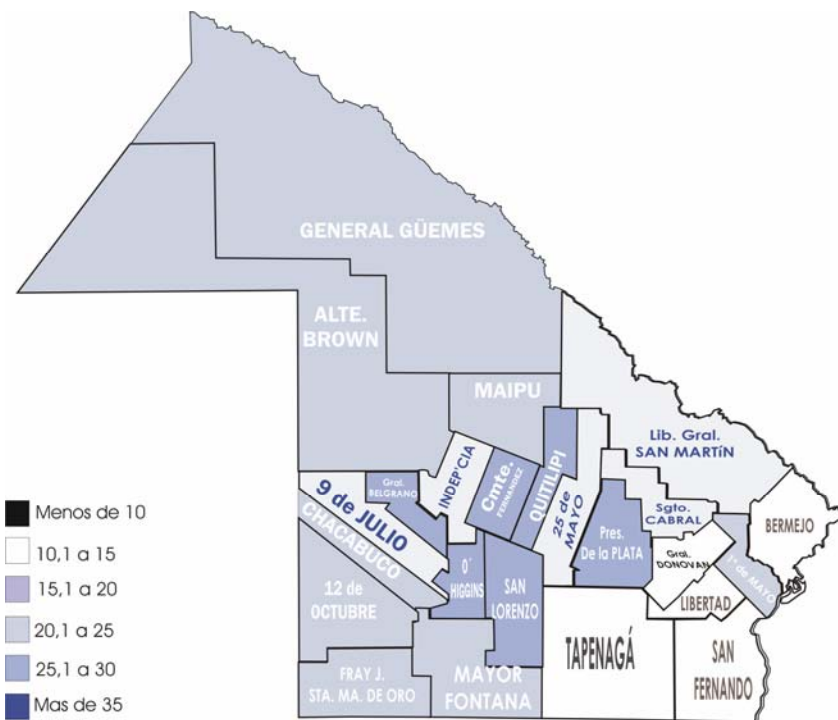 GENERAL GÜEMES
ALTE.
BROWN
MAIPU
Lib. Gral.
SAN MARTíN
INDEP'CIA
Cmte.
FERNANDEZ
QUITILIPI
25 de
MAYO
Gral.
BELGRANO
9 de JULIO
CHACABUCO
Sgto.
CABRAL
BERMEJO
Pres.
De la PLATA
Gral.
DONOVAN
1º de MAYO
12 de
OCTUBRE
O´
HIGGINS
SAN
LORENZO
LIBERTAD
TAPENAGÁ
SAN
FERNANDO
FRAY J.
STA. MA. DE ORO
MAYOR
FONTANA
Menos de 10
10,1 a 15
15,1 a 20
20,1 a 25
25,1 a 30
Mas de 35